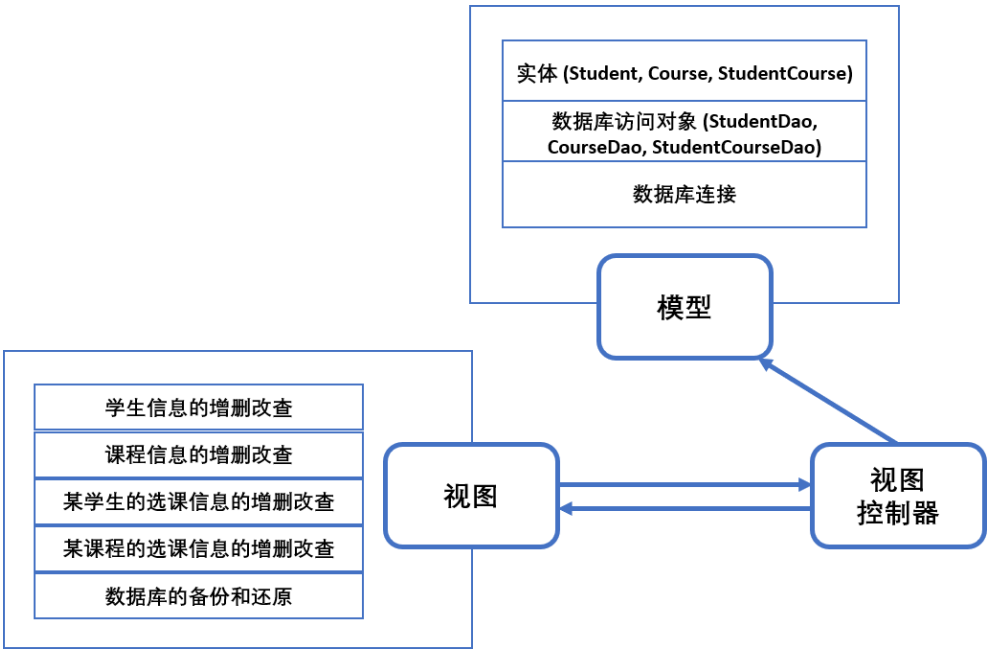 实体 (Student, Course, StudentCourse)
数据库访问对象 (StudentDao,
CourseDao, StudentCourseDao)
数据库连接
模型
学生信息的增删改查
课程信息的增删改查
某学生的选课信息的增删改查
某课程的选课信息的增删改查
数据库的备份和还原
视图
视图
控制器